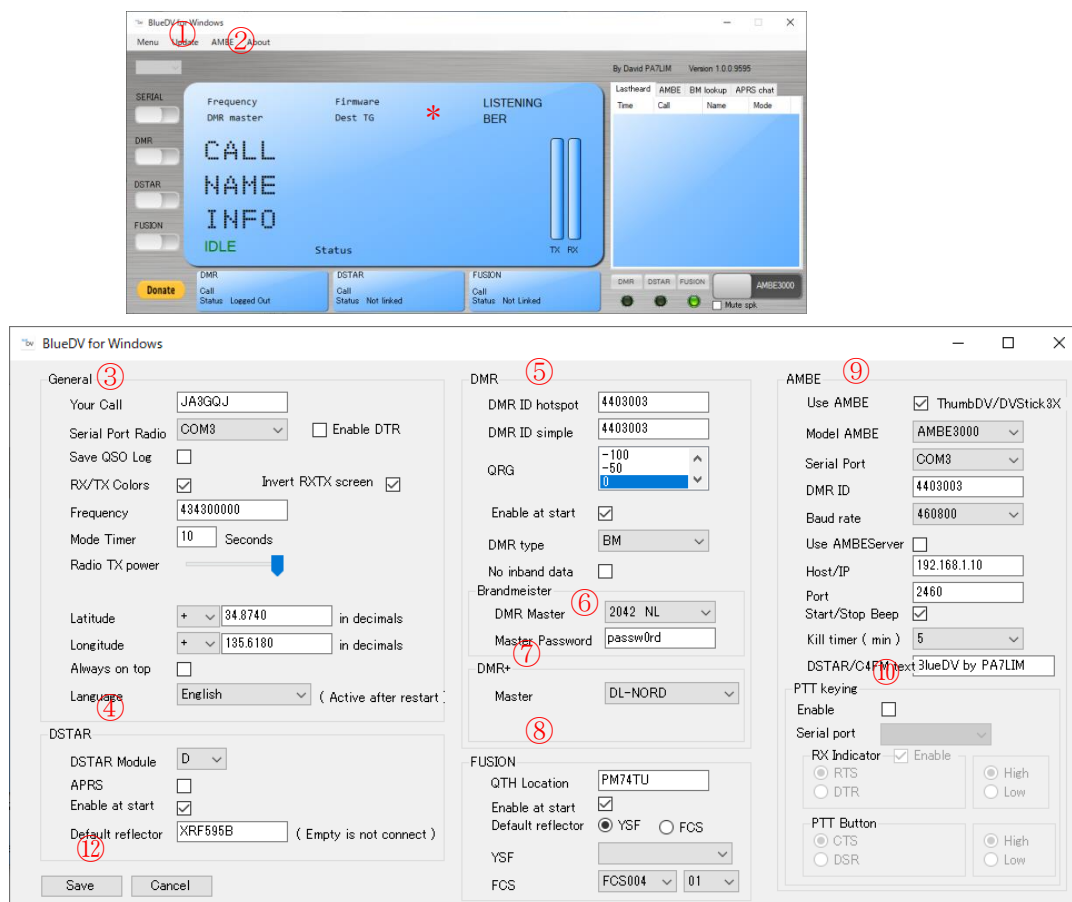 BlueDV for Windows
①
②
Menu Update AMBE About
By David PA7LIM Version 1.0.0.9595
SERIAL
DMR
DSTAR
FUSION
Donate
Frequency Firmware * LISTENING
DMR master Dest TG BER
CALL
NAME
INFO
IDLE Status TX RX
DMR
Call
Status Logged Out
DSTAR
Call
Status Not linked
FUSION
Call
Status Not Linked
Lastheard AMBE BM lookup APRS chat
Time Call Name Mode
DMR DSTAR FUSION AMBE3000
Mute spk
BlueDV for Windows
General ③
Your Call JA3GQJ
Serial Port Radio COM3 Enable DTR
Save QSO Log
RX/TX Colors Invert RXTX screen
Frequency 434300000
Mode Timer 10 Seconds
Radio TX power
Latitude + 34.8740 in decimals
Longitude + 135.6180 in decimals
Always on top
Language English ( Active after restart )
④
DSTAR
DSTAR Module D
APRS
Enable at start
Default reflector XRF595B ( Empty is not connect )
⑫
Save Cancel
DMR ⑤
DMR ID hotspot 4403003
DMR ID simple 4403003
QRG -100
-50
0
Enable at start
DMR type BM
No inband data
Brandmeister
⑥
DMR Master 2042 NL
Master Password passw0rd
⑦
DMR+
Master DL-NORD
⑧
FUSION
QTH Location PM74TU
Enable at start
Default reflector YSF FCS
YSF
FCS FCS004 01
AMBE ⑨
Use AMBE ThumbDV/DVStick3X
Model AMBE AMBE3000
Serial Port COM3
DMR ID 4403003
Baud rate 460800
Use AMBEServer
Host/IP 192.168.1.10
Port 2460
Start/Stop Beep
Kill timer ( min ) 5
DSTAR/C4FM text BlueDV by PA7LIM
⑩
PTT keying
Enable
Serial port
RX Indicator Enable
RTS High
DTR Low
PTT Button
CTS High
DSR Low